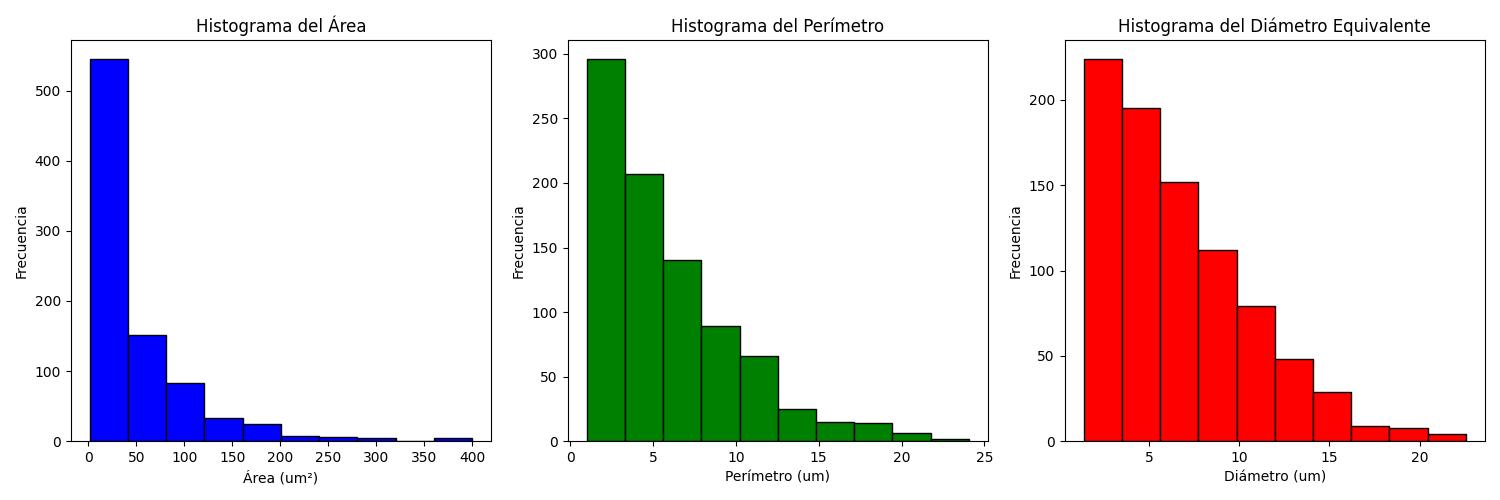 Histograma del Área
Frecuencia
500
400
300
200
100
0
0 50 100 150 200 250 300 350 400
Área (um²)
Histograma del Perímetro
Frecuencia
300
250
200
150
100
50
0
0 5 10 15 20 25
Perímetro (um)
Histograma del Diámetro Equivalente
Frecuencia
200
150
100
50
0
5 10 15 20
Diámetro (um)